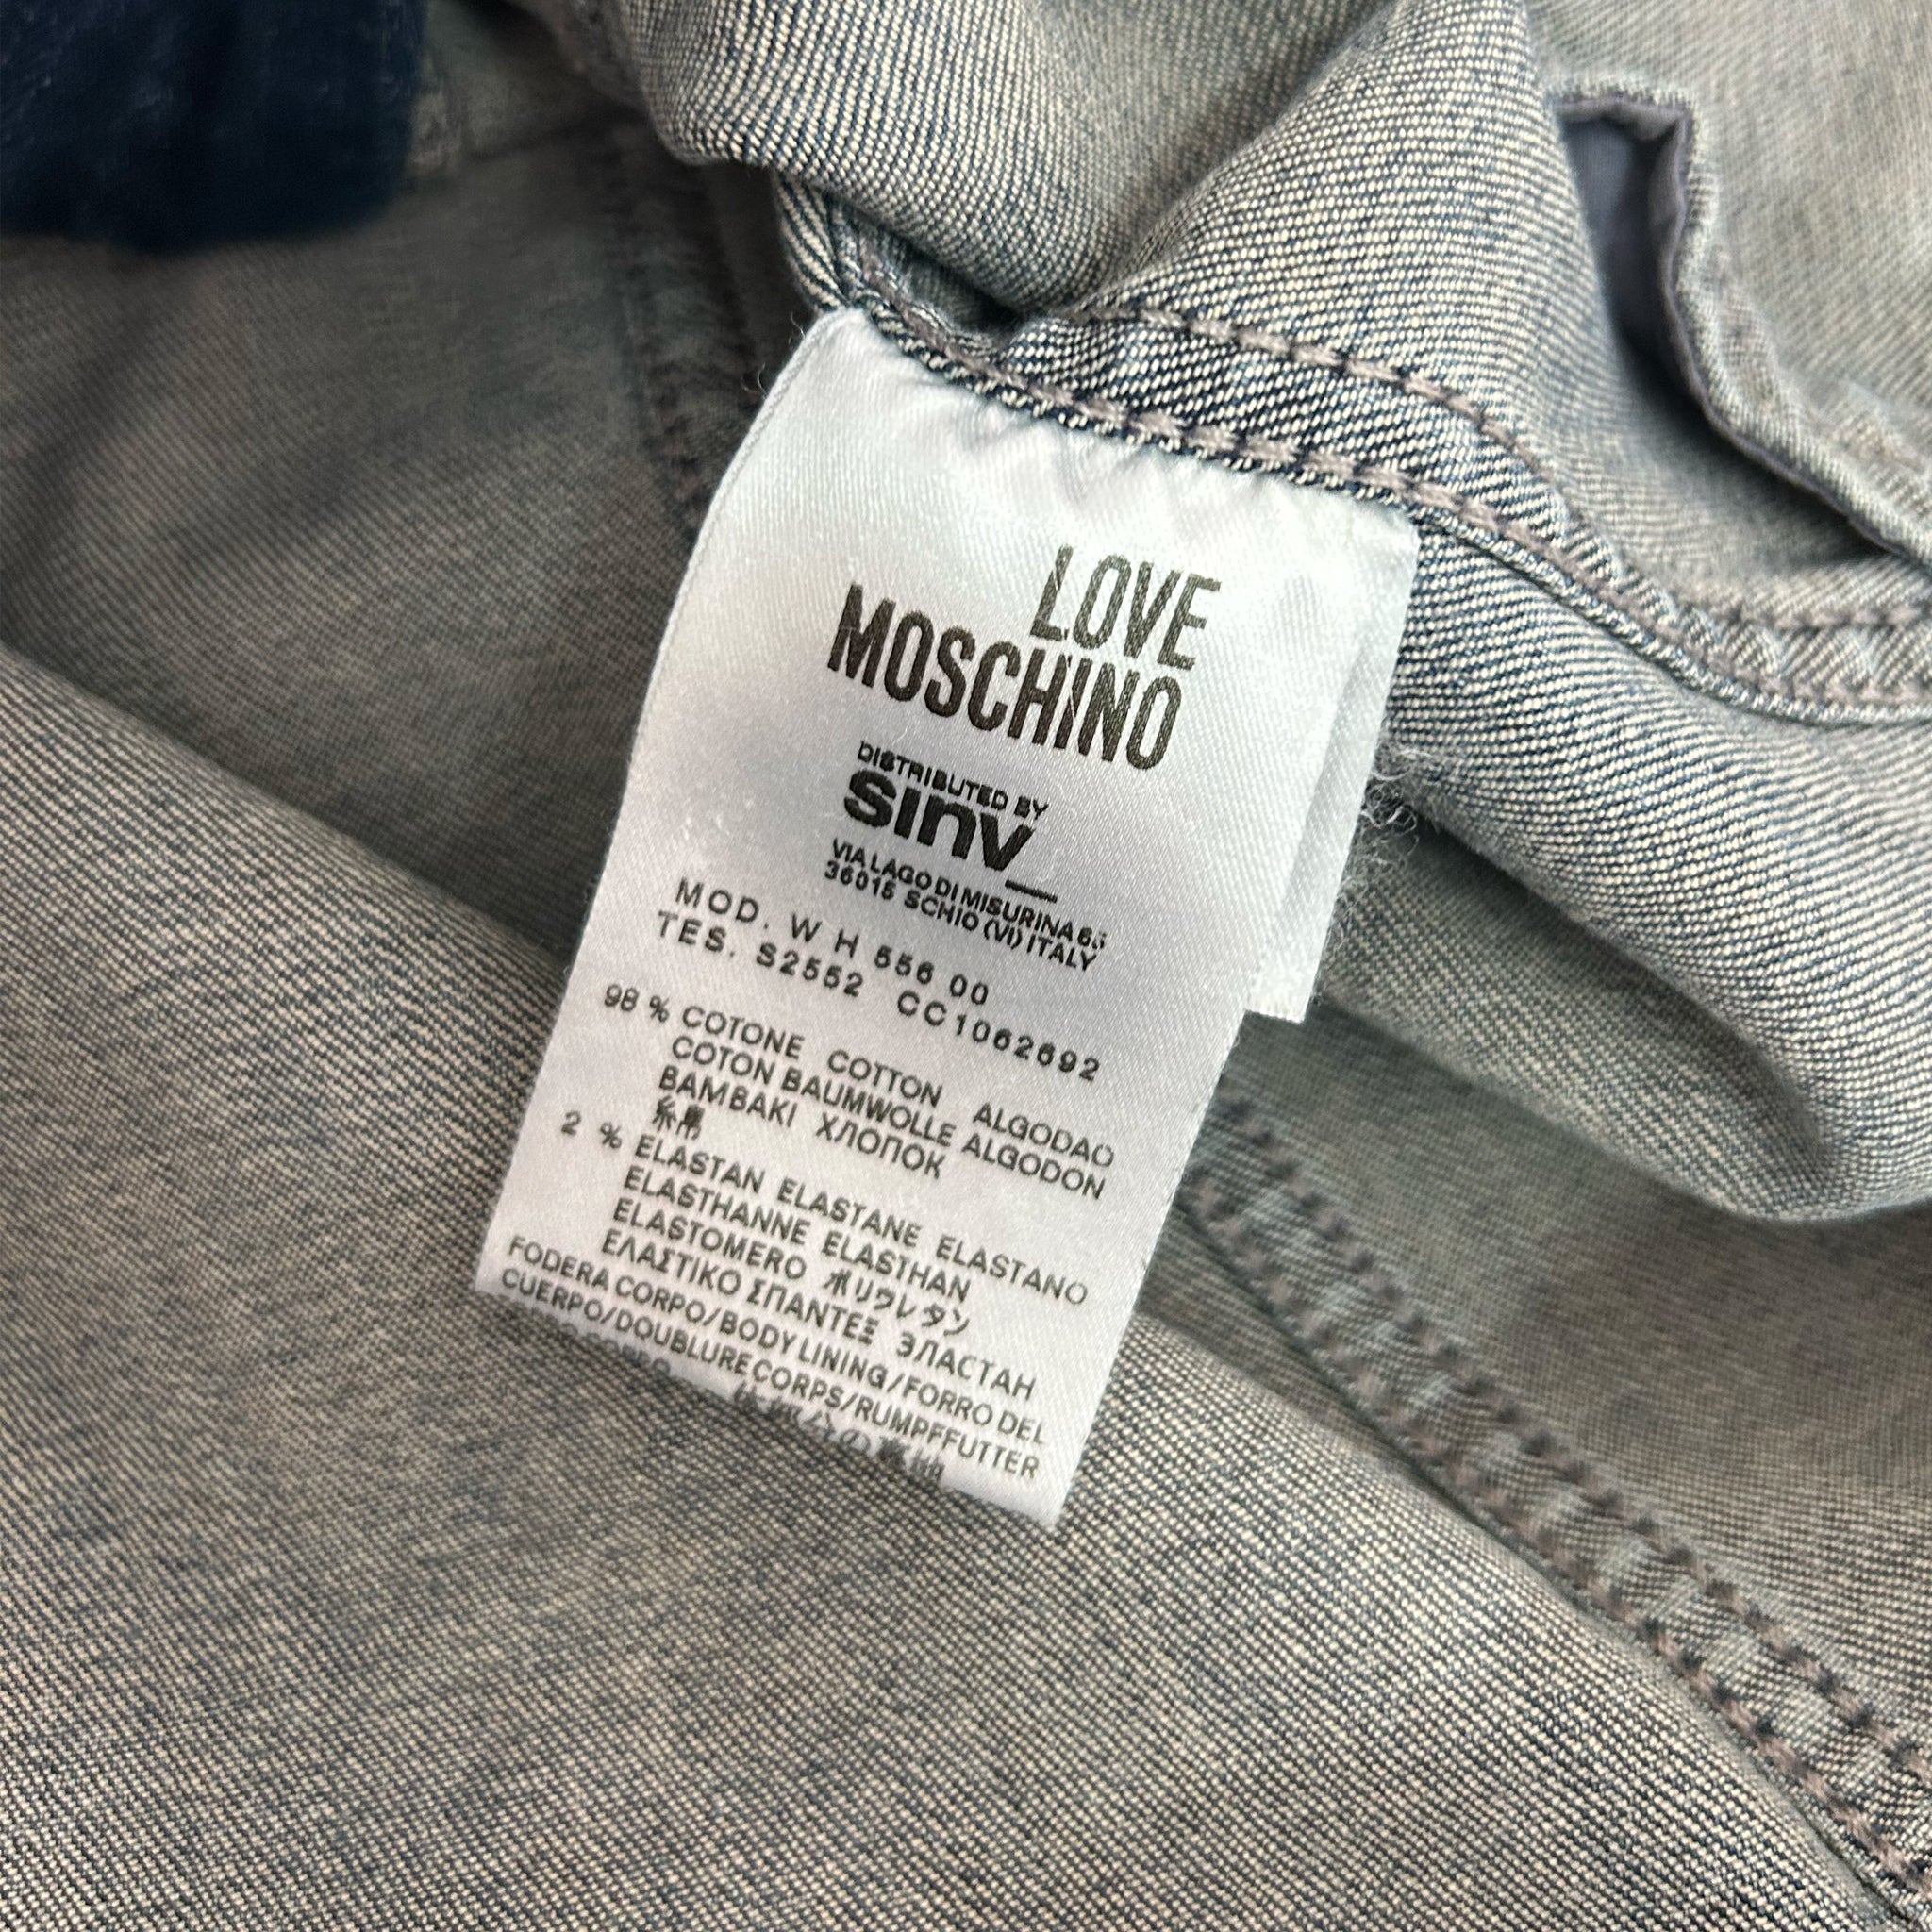 LOVE
MOSCHINO
DISTRIBUTED BY
sinv_
VIA LAGO DI MISURINA 65
36015 SCHIO (VI) ITALY
MOD. W H 556 00
TES. S2552 CC1062692
98 % COTONE COTTON ALGODAO
COTON BAUMWOLLE ALGODON
BAMBAKI ХЛОПОК
綿
2 % ELASTAN ELASTANE ELASTANO
ELASTHANNE ELASTHAN
ELASTOMERO ポリウレタン
ΕΛΑΣΤΙΚΟ ΣΠΑΝΤΕΞ ЭЛАСТАН
FODERA CORPO/BODY LINING/FORRO DEL
CUERPO/DOUBLURE CORPS/RUMPFFUTTER